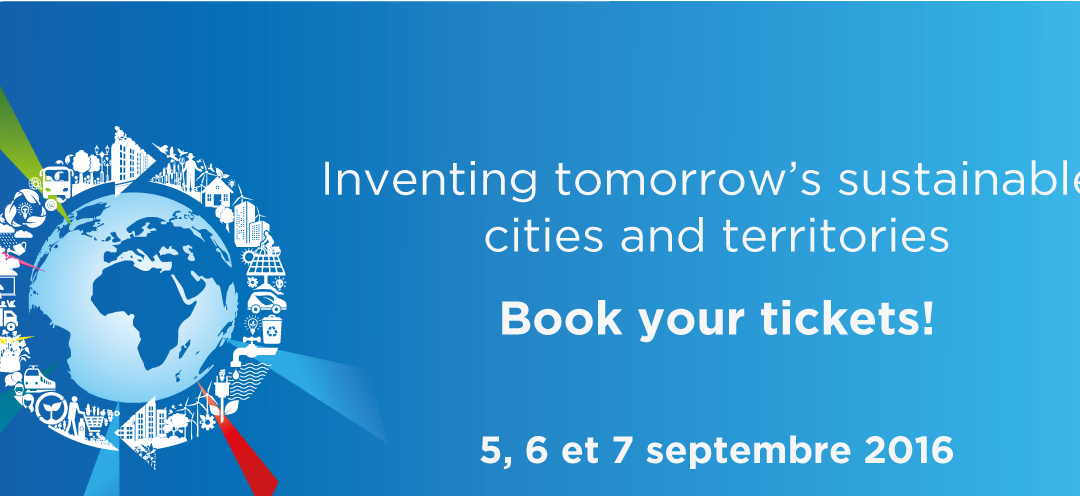 Inventing tomorrow's sustainable
cities and territories
Book your tickets!
5, 6 et 7 septembre 2016